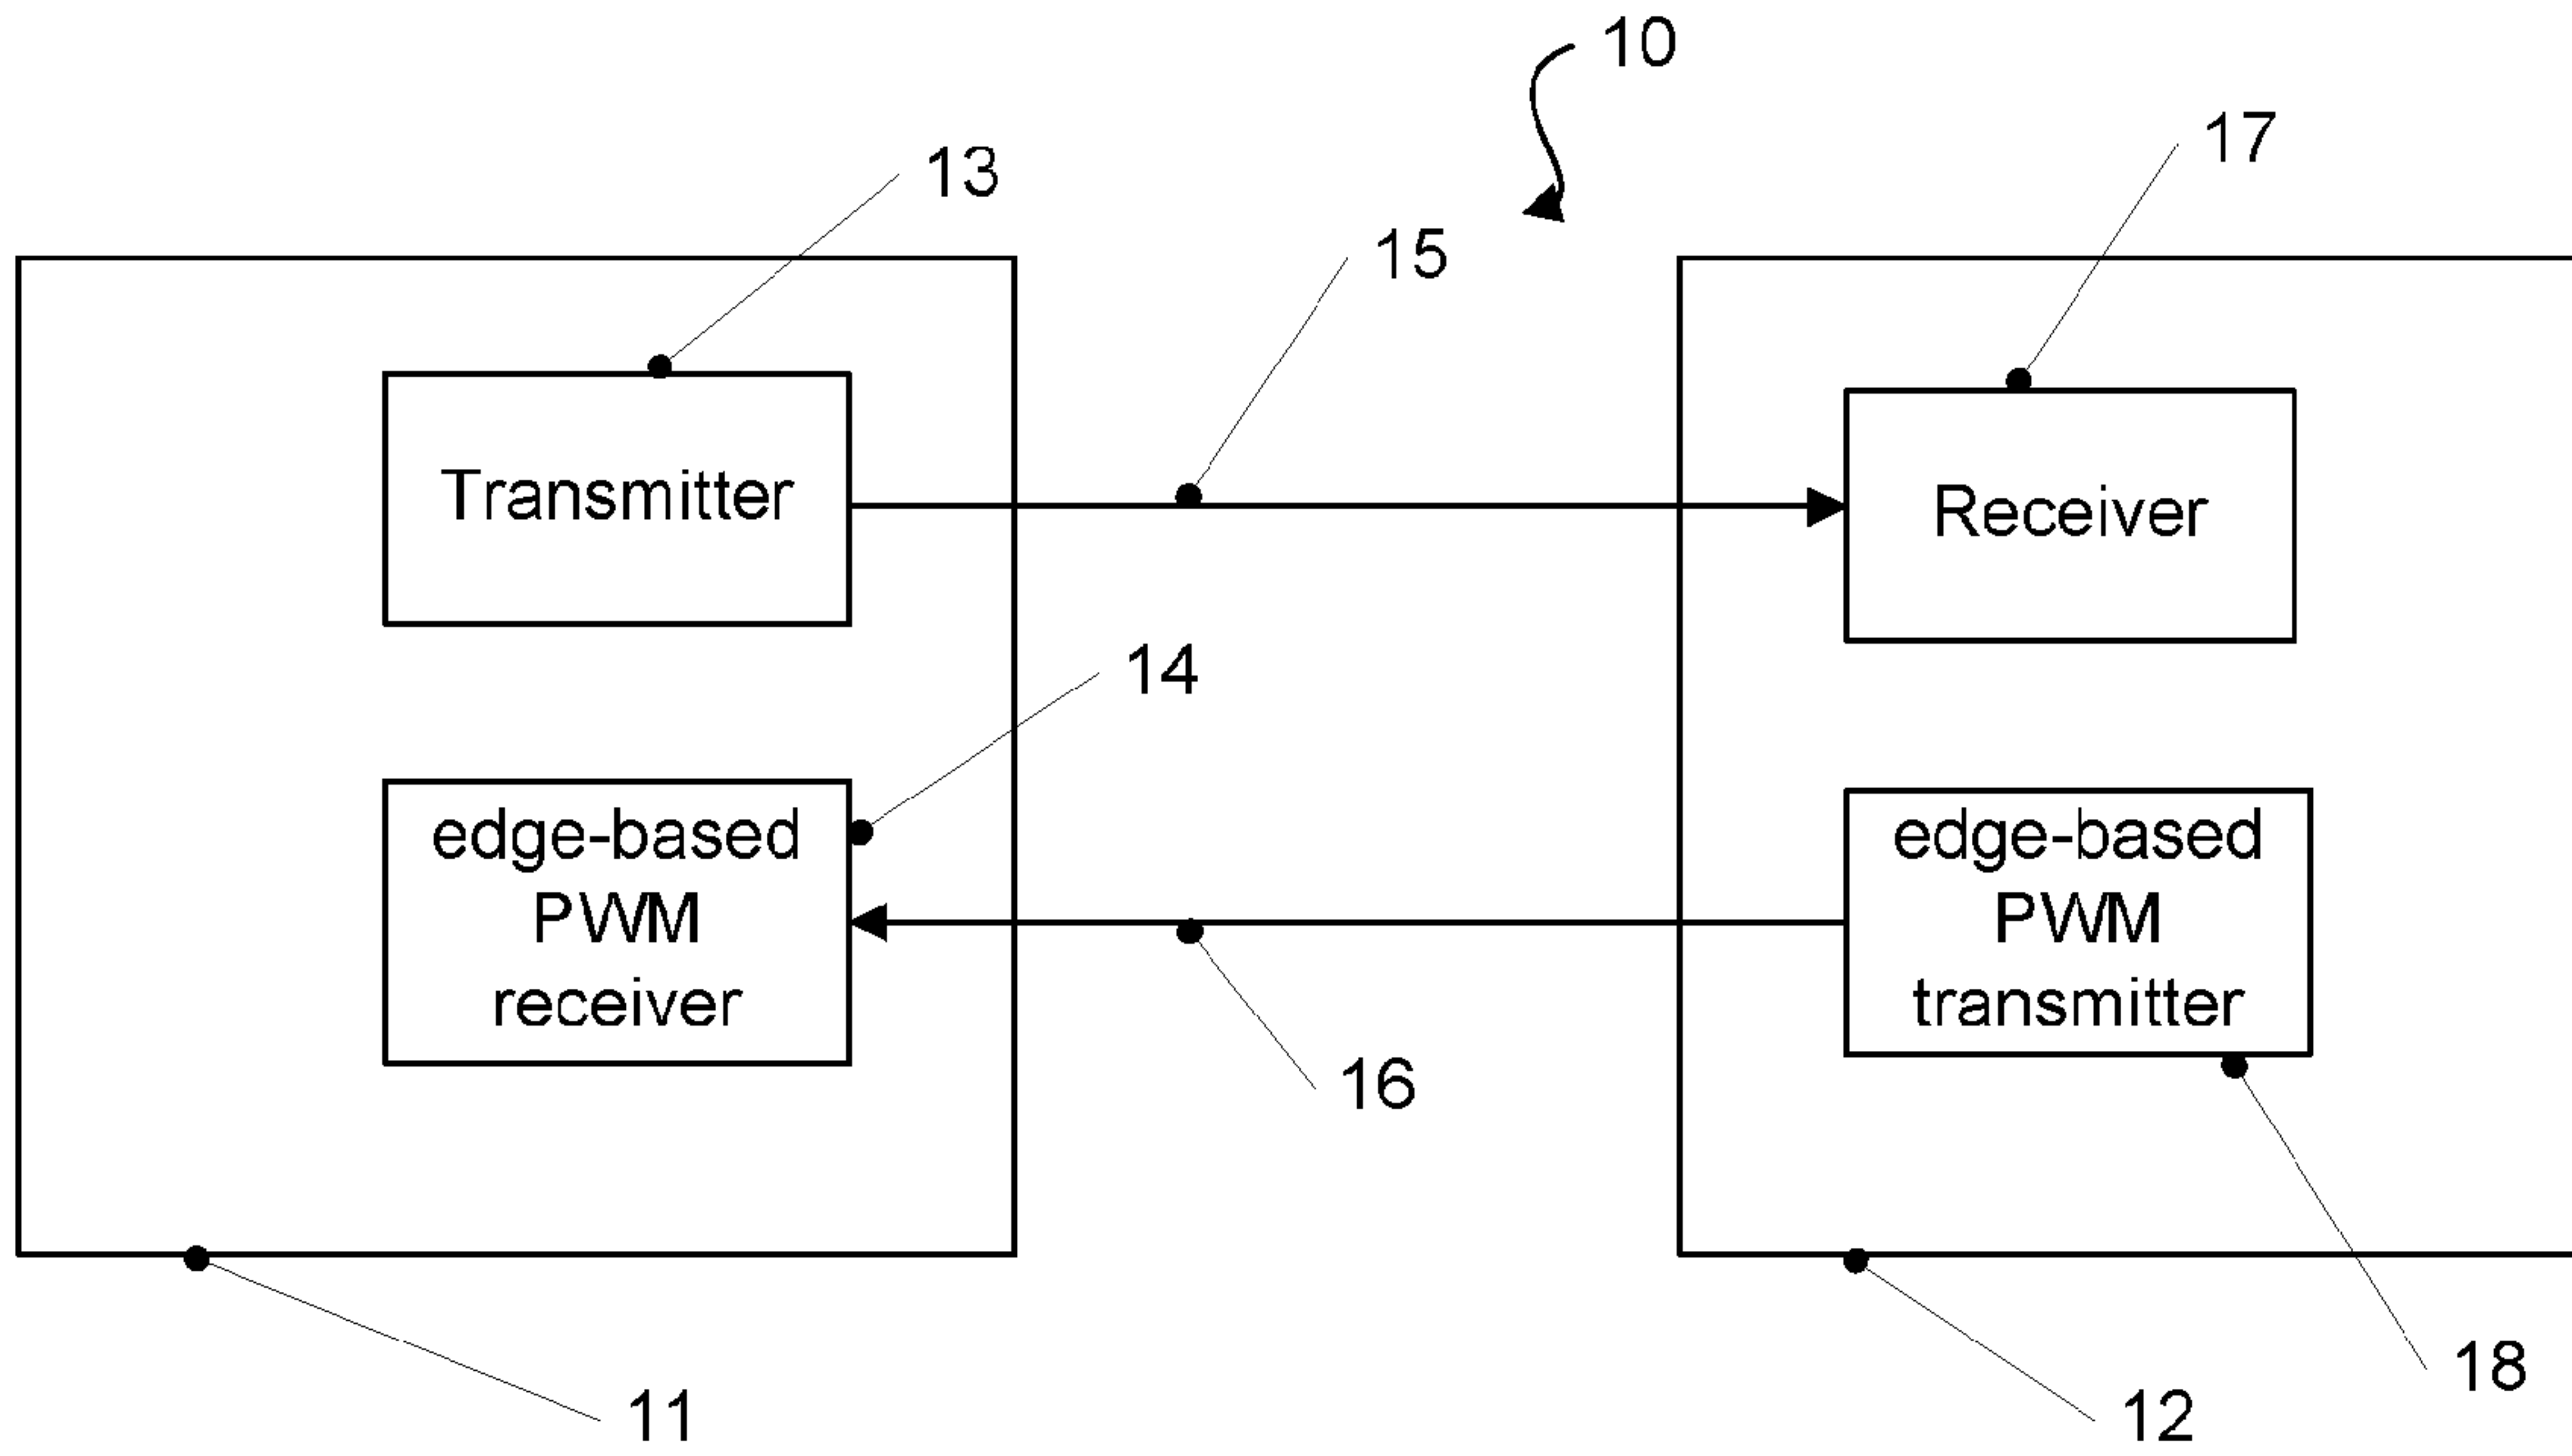 10
17
13
15
Transmitter
Receiver
14
edge-based
PWM
receiver
edge-based
PWM
transmitter
16
18
11
12